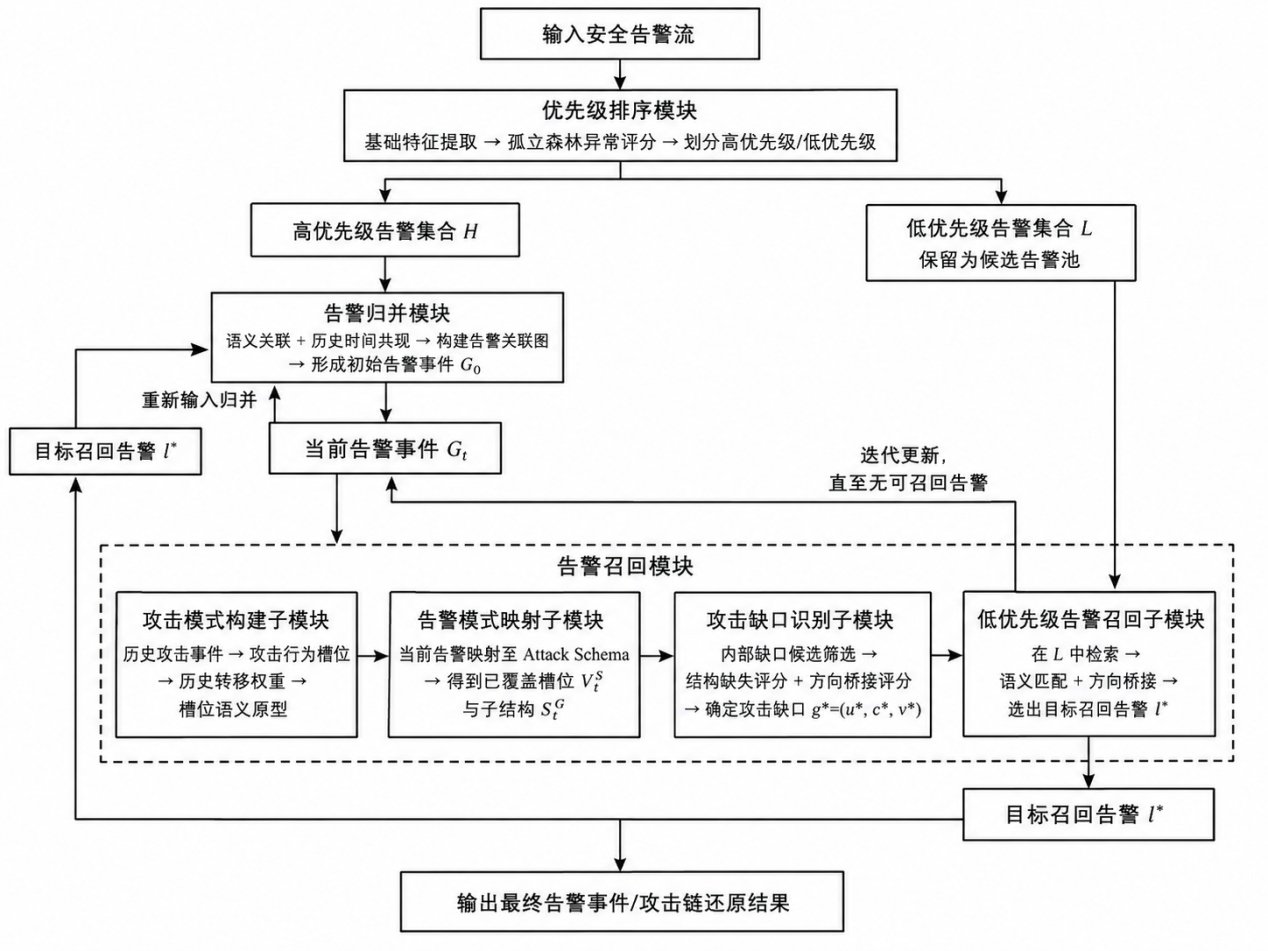 输入安全告警流
优先级排序模块
基础特征提取 → 孤立森林异常评分 → 划分高优先级/低优先级
高优先级告警集合 H
低优先级告警集合 L
保留为候选告警池
告警归并模块
语义关联 + 历史时间共现 → 构建告警关联图
→ 形成初始告警事件 G₀
重新输入归并
目标召回告警 l*
当前告警事件 Gₜ
迭代更新，
直至无可召回告警
告警召回模块
攻击模式构建子模块
历史攻击事件 → 攻击行为槽位
→ 历史转移权重 →
槽位语义原型
告警模式映射子模块
当前告警映射至 Attack Schema
→ 得到已覆盖槽位 V_t^S
与子结构 S_t^G
攻击缺口识别子模块
内部缺口候选筛选 →
结构缺失评分 + 方向桥接评分
→ 确定攻击缺口 g*=(u*, c*, v*)
低优先级告警召回子模块
在 L 中检索 →
语义匹配 + 方向桥接 →
选出目标召回告警 l*
目标召回告警 l*
输出最终告警事件/攻击链还原结果